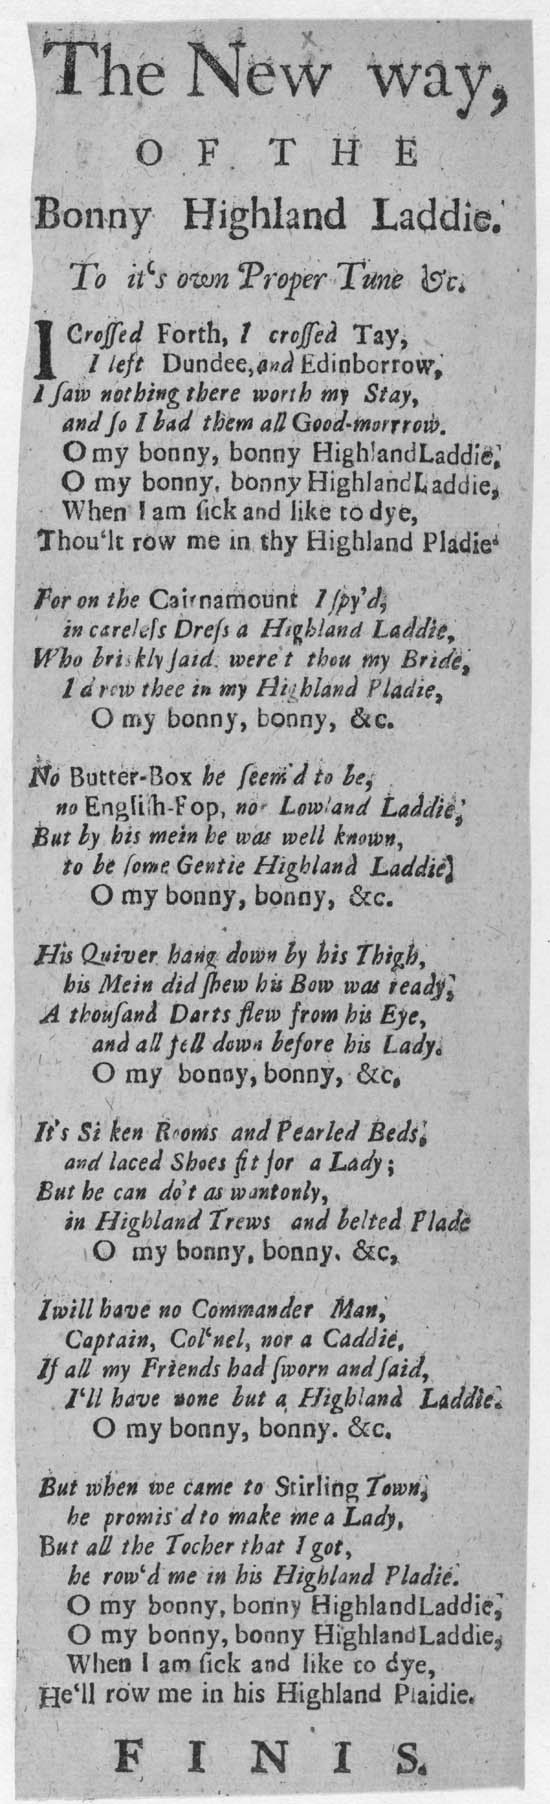 The New way,
OF THE
Bonny Highland Laddie.
To it's own Proper Tune &c.
I Croſſed Forth, I croſſed Tay,
I left Dundee, and Edinborrow,
I ſaw nothing there worth my Stay,
and ſo I bad them all Good-morrrow.
O my bonny, bonny Highland Laddie,
O my bonny, bonny Highland Laddie,
When I am ſick and like to dye,
Thou'lt row me in thy Highland Pladie.
For on the Cairnamount I ſpy'd,
in careleſs Dreſs a Highland Laddie,
Who briskly ſaid, were't thou my Bride,
I'd row thee in my Highland Pladie,
O my bonny, bonny, &c.
No Butter-Box he ſeem'd to be,
no Engliſh-Fop, nor Lowland Laddie,
But by his mein he was well known,
to be ſome Gentie Highland Laddie,
O my bonny, bonny, &c.
His Quiver hang down by his Thigh,
his Mein did ſhew his Bow was ready,
A thouſand Darts flew from his Eye,
and all fell down before his Lady.
O my bonny, bonny, &c,
It's Silken Rooms and Pearled Beds,
and laced Shoes fit for a Lady;
But he can do't as wantonly,
in Highland Trews and belted Plade
O my bonny, bonny. &c,
I will have no Commander Man,
Captain, Col'nel, nor a Caddie,
If all my Friends had ſworn and ſaid,
I'll have none but a Highland Laddie.
O my bonny, bonny. &c.
But when we came to Stirling Town,
he promis'd to make me a Lady,
But all the Tocher that I got,
he row'd me in his Highland Pladie.
O my bonny, bonny Highland Laddie,
O my bonny, bonny Highland Laddie,
When I am ſick and like to dye,
He'll row me in his Highland Plaidie.
FINIS.